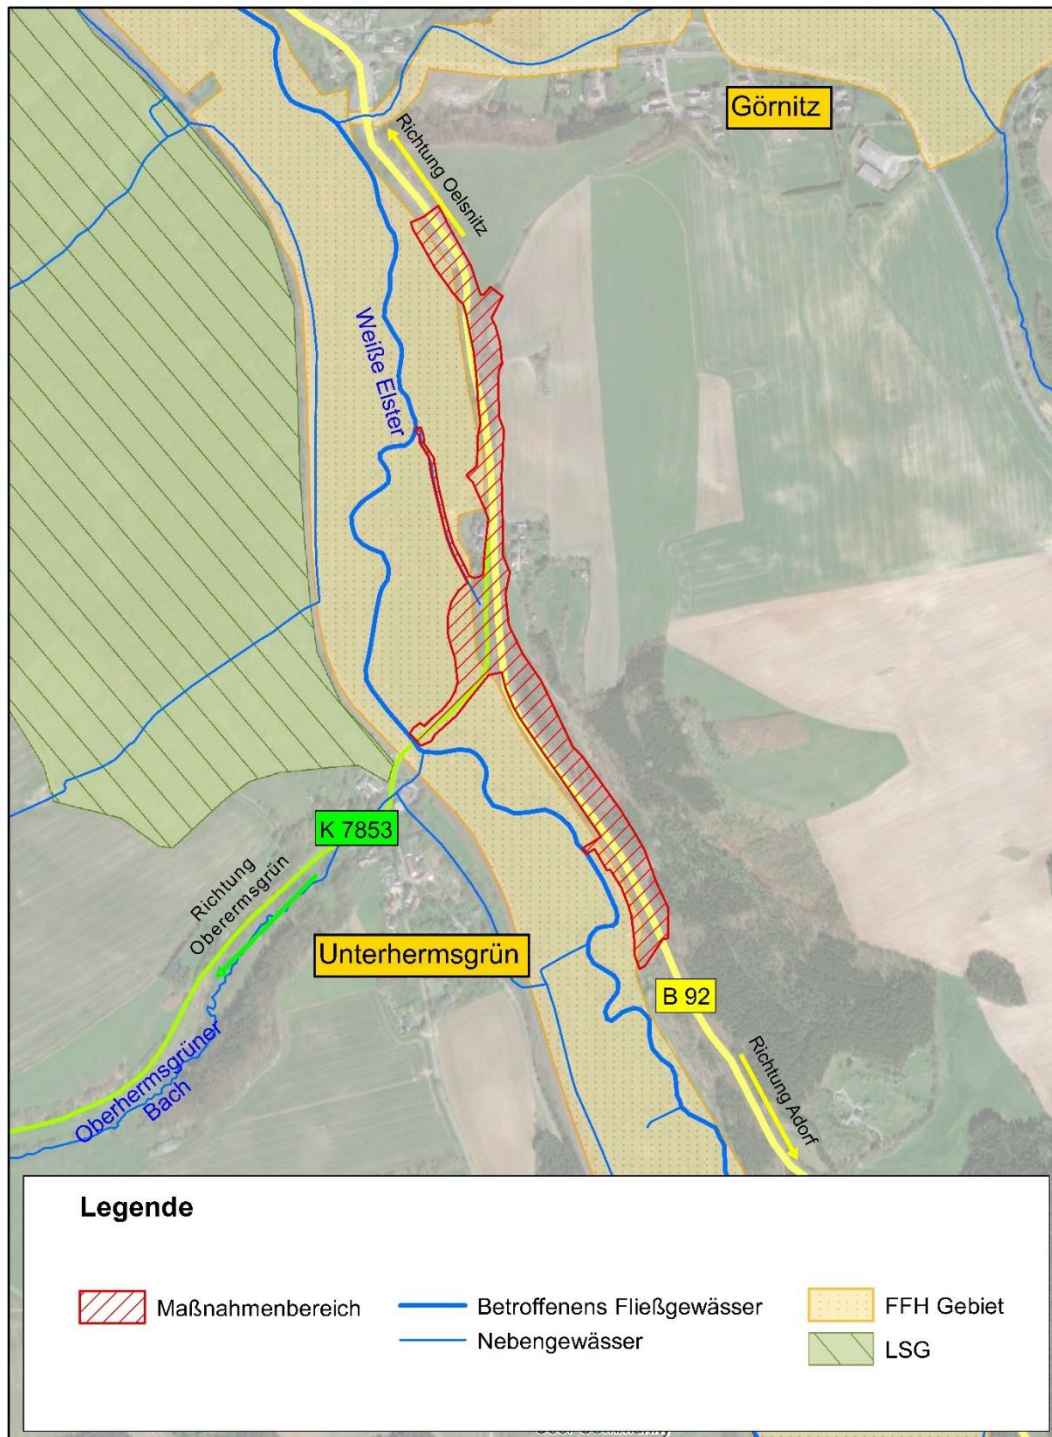 Görnitz
Richtung Oelsnitz
Weiße Elster
K 7853
Richtung
Oberermsgrün
Unterhermsgrün
B 92
Oberhermsgrüner
Bach
Richtung Adorf
Legende
Maßnahmenbereich
Betroffenens Fließgewässer
Nebengewässer
FFH Gebiet
LSG